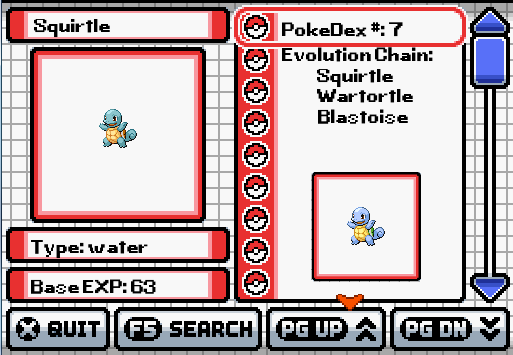 Squirtle
PokeDex #: 7
Evolution Chain:
Squirtle
Wartortle
Blastoise
Type: water
Base EXP: 63
X QUIT
F5 SEARCH
PG UP
PG DN